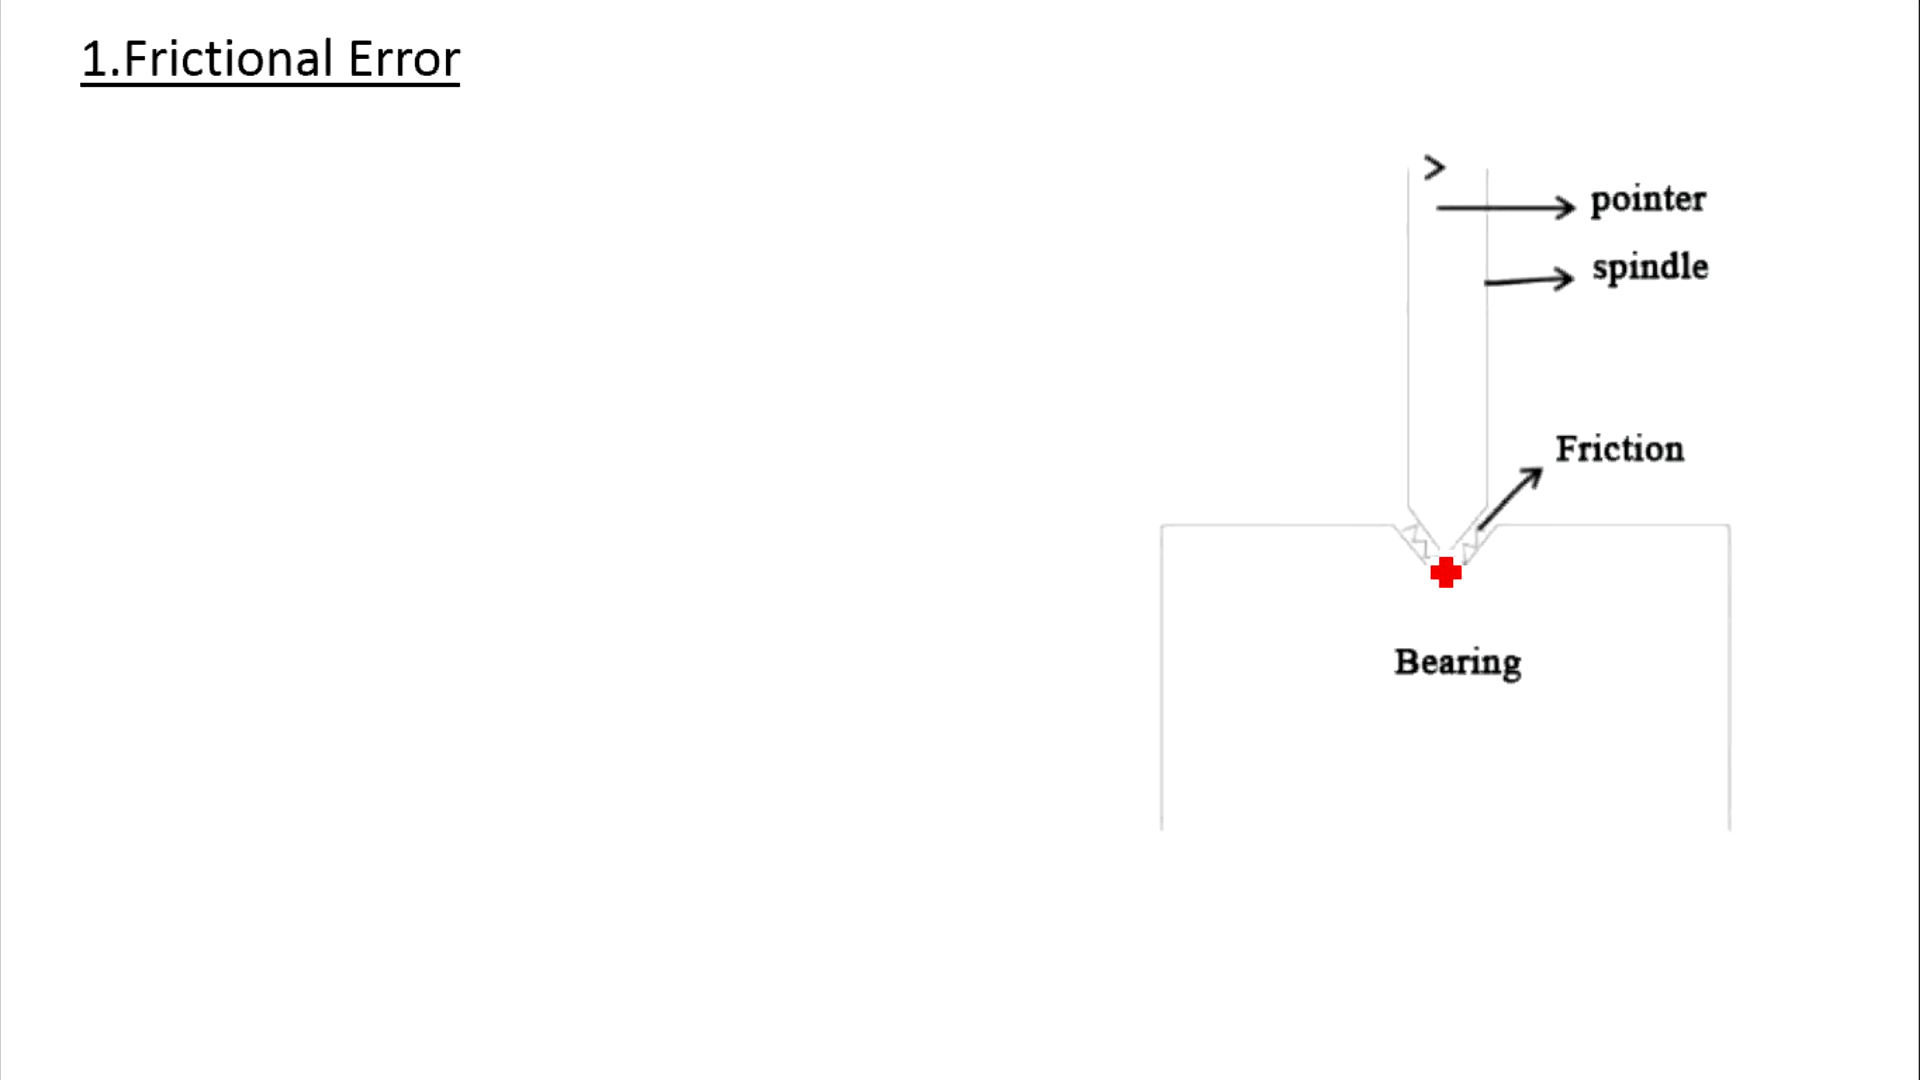 1.Frictional Error
pointer
spindle
Friction
Bearing